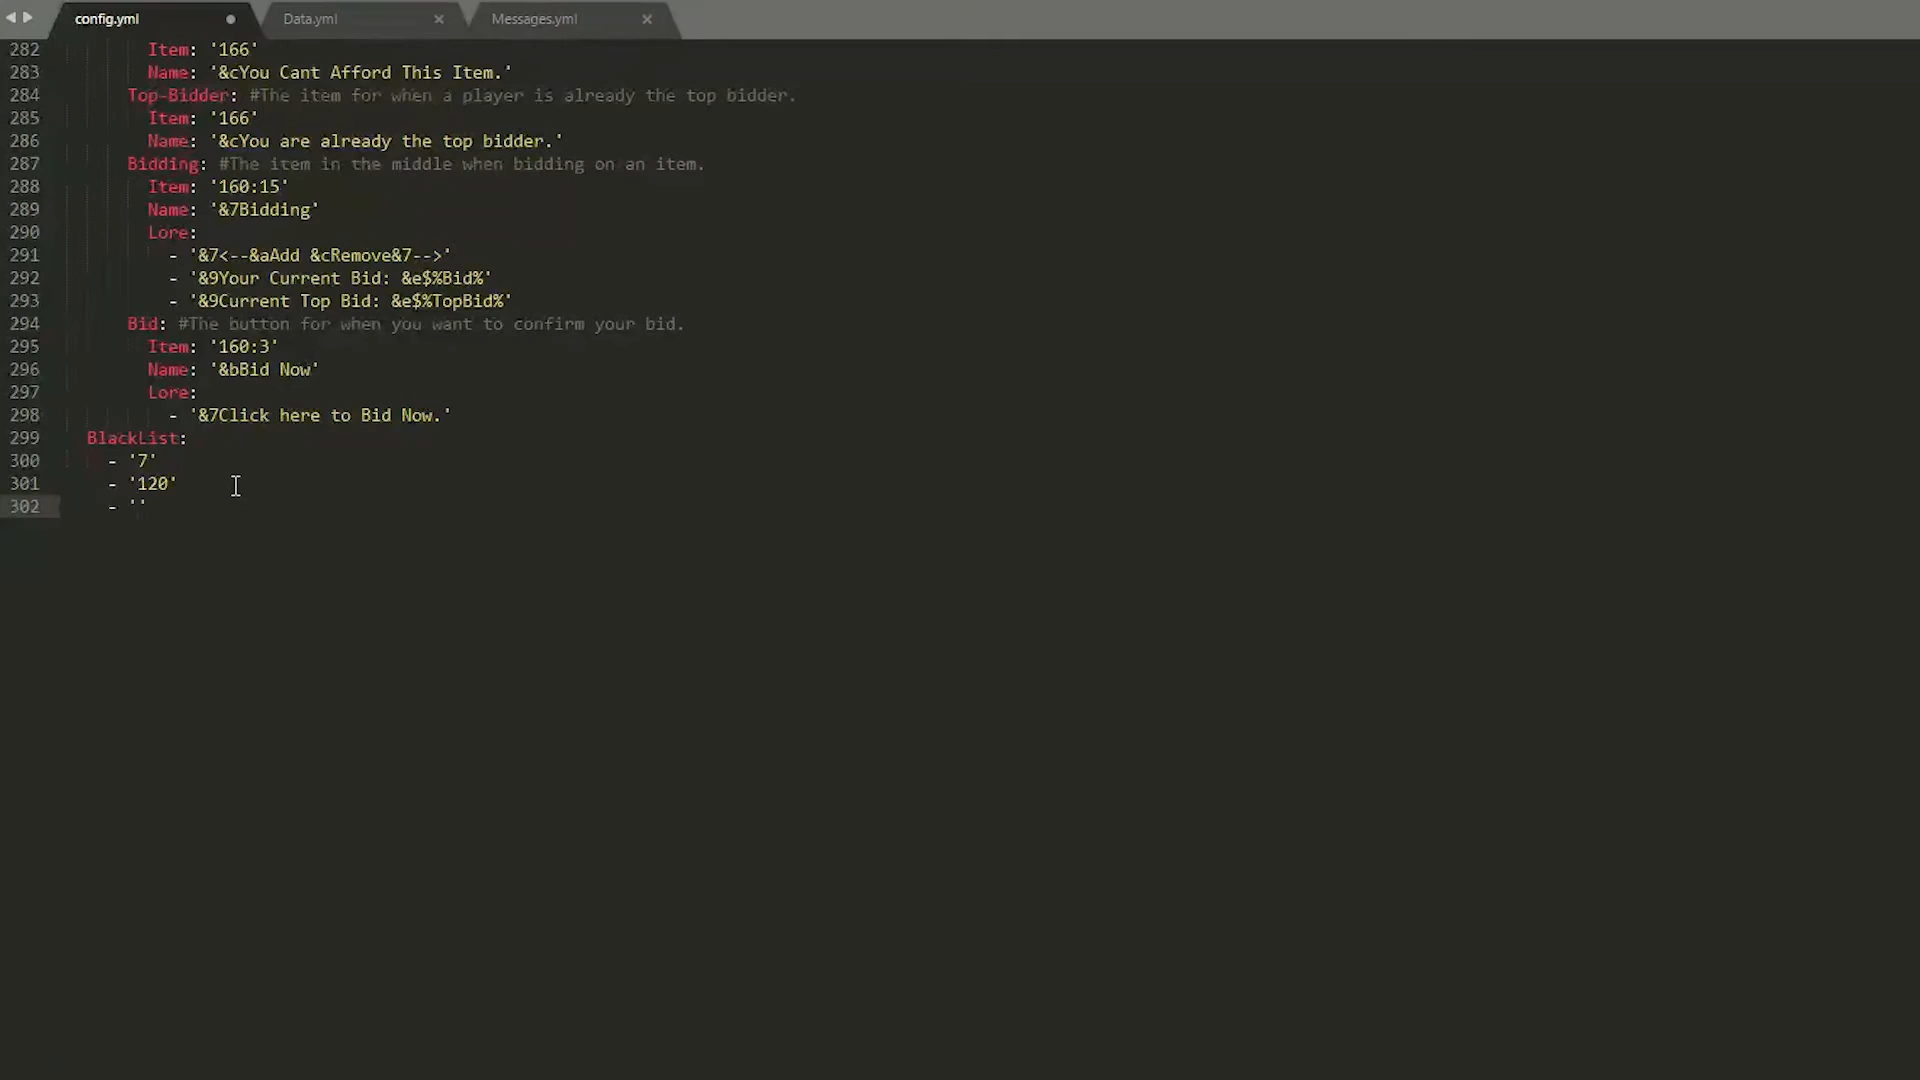 config.yml Data.yml Messages.yml
282 Item: '166'
283 Name: '&cYou Cant Afford This Item.'
284 Top-Bidder: #The item for when a player is already the top bidder.
285 Item: '166'
286 Name: '&cYou are already the top bidder.'
287 Bidding: #The item in the middle when bidding on an item.
288 Item: '160:15'
289 Name: '&7Bidding'
290 Lore:
291 - '&7<--&aAdd &cRemove&7-->'
292 - '&9Your Current Bid: &e$%Bid%'
293 - '&9Current Top Bid: &e$%TopBid%'
294 Bid: #The button for when you want to confirm your bid.
295 Item: '160:3'
296 Name: '&bBid Now'
297 Lore:
298 - '&7Click here to Bid Now.'
299 BlackList:
300 - '7'
301 - '120'
302 - ''